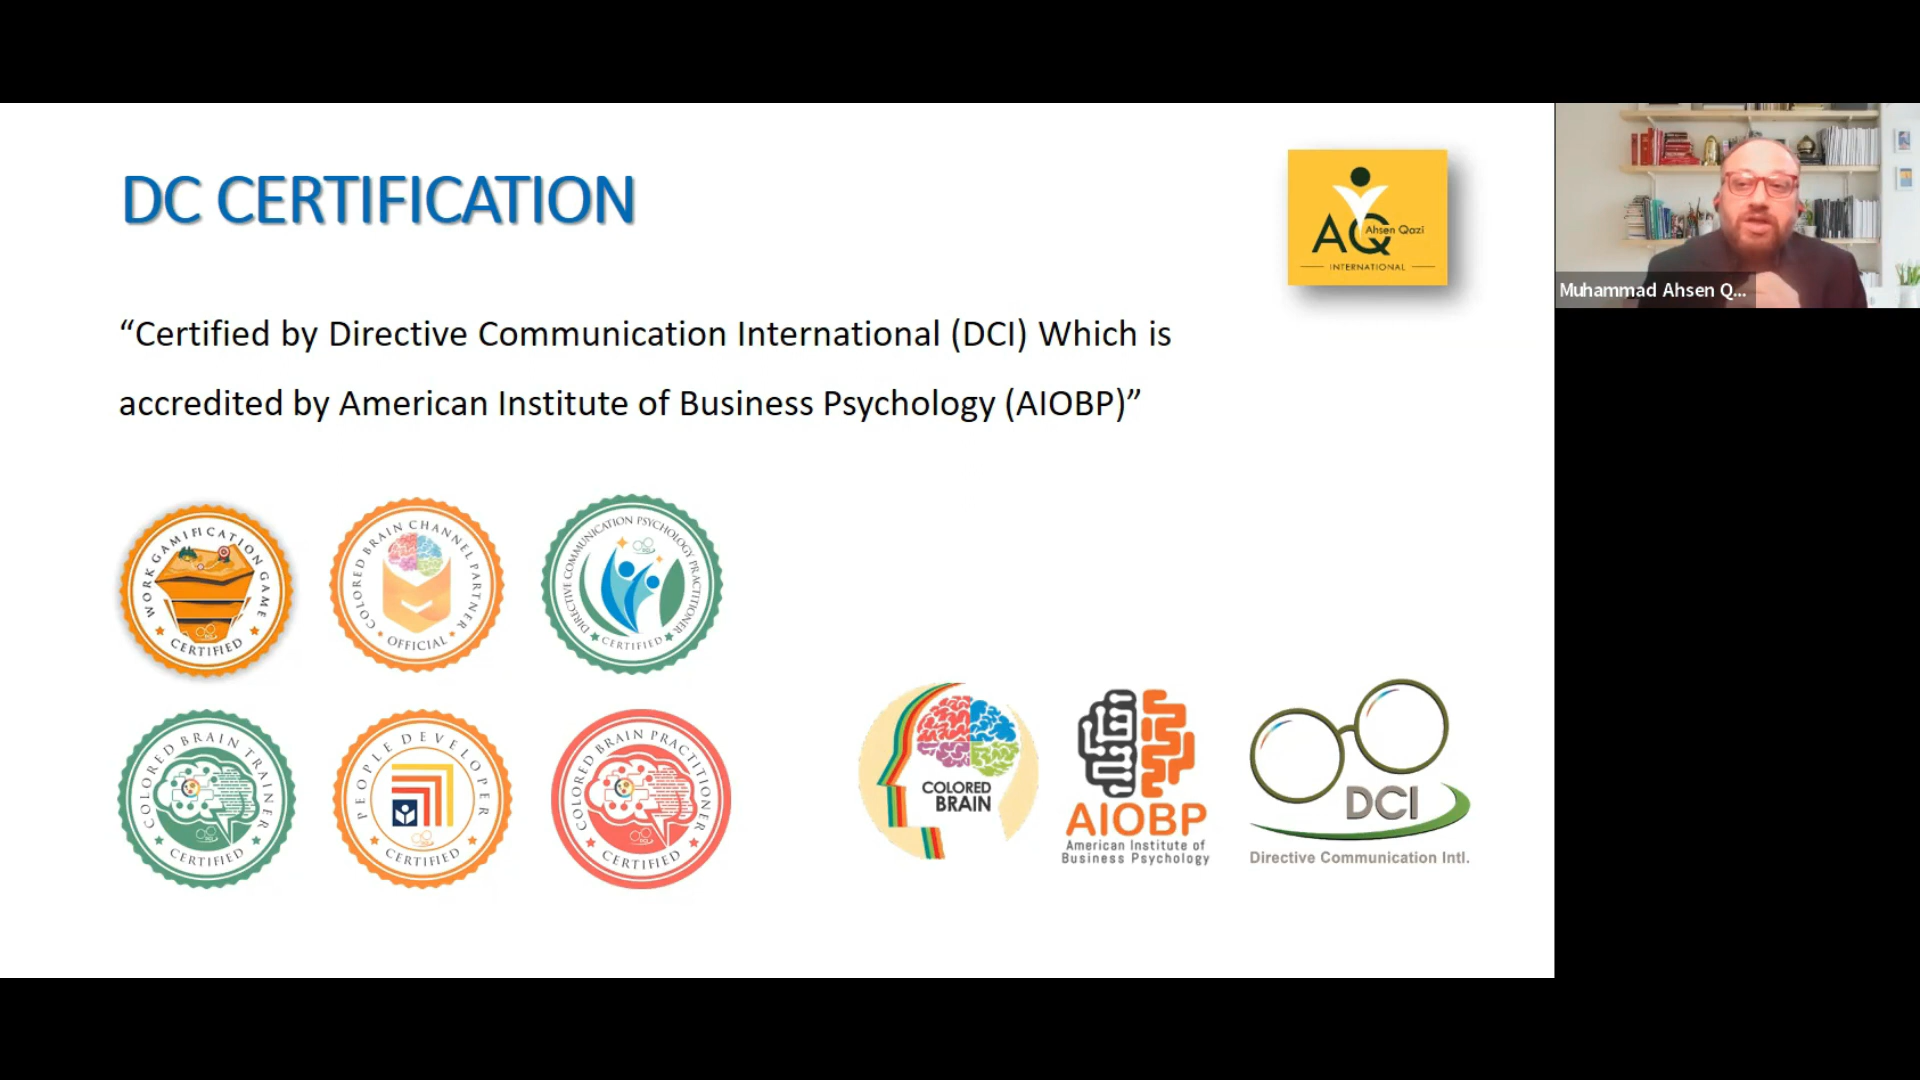 DC CERTIFICATION
AQ
Ahsen Qazi
INTERNATIONAL
Muhammad Ahsen Q...
“Certified by Directive Communication International (DCI) Which is
accredited by American Institute of Business Psychology (AIOBP)”
WORK GAMIFICATION GAME
CERTIFIED
COLORED BRAIN CHANNEL PARTNER
OFFICIAL
DIRECTIVE COMMUNICATION PSYCHOLOGY PRACTITIONER
CERTIFIED
COLORED BRAIN TRAINER
CERTIFIED
PEOPLE DEVELOPER
CERTIFIED
COLORED BRAIN PRACTITIONER
CERTIFIED
COLORED
BRAIN
AIOBP
American Institute of
Business Psychology
DCI
Directive Communication Intl.